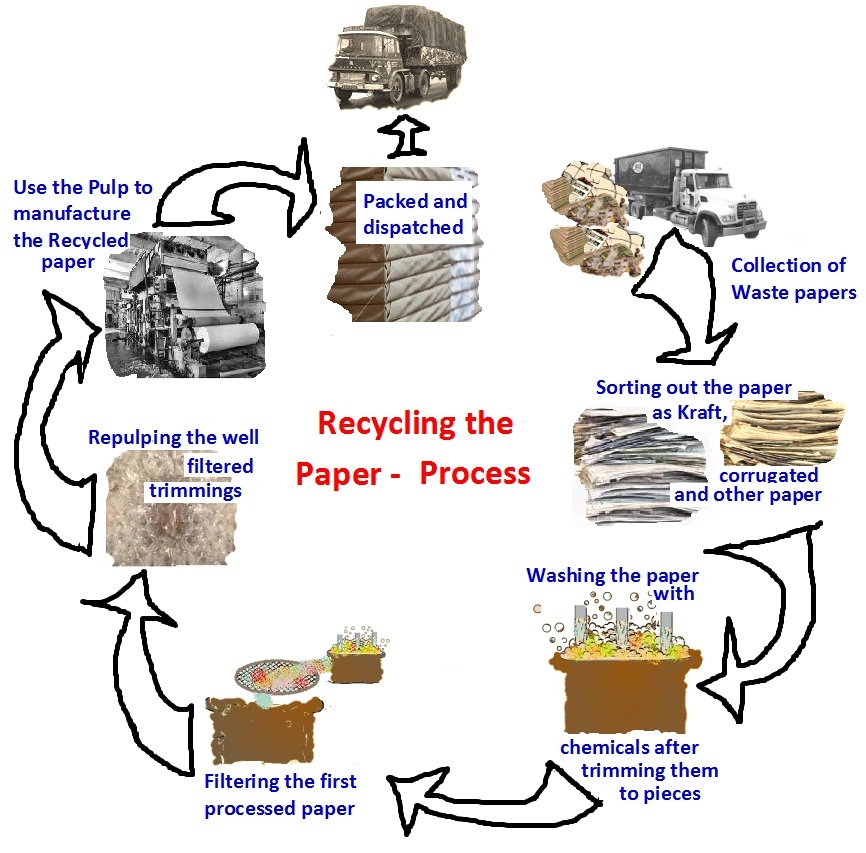 Recycling the
Paper - Process
Collection of
Waste papers
Sorting out the paper
as Kraft,
corrugated
and other paper
Washing the paper
with
chemicals after
trimming them
to pieces
Filtering the first
processed paper
Repulping the well
filtered
trimmings
Use the Pulp to
manufacture
the Recycled
paper
Packed and
dispatched